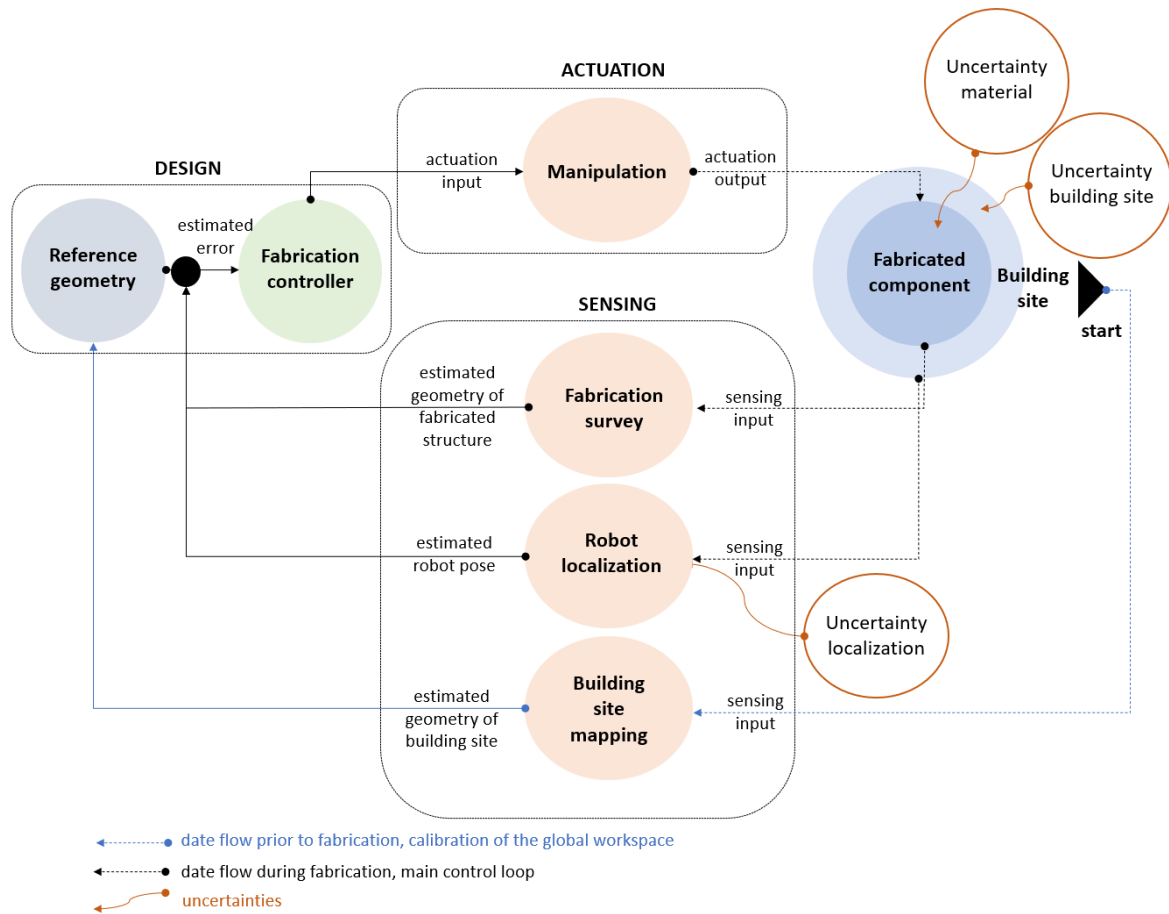 ACTUATION
Uncertainty
material
actuation
input
Manipulation
actuation
output
Uncertainty
building site
DESIGN
Reference
geometry
estimated
error
Fabrication
controller
Fabricated
component
Building
site
start
SENSING
estimated
geometry of
fabricated
structure
Fabrication
survey
sensing
input
estimated
robot pose
Robot
localization
sensing
input
Uncertainty
localization
estimated
geometry of
building site
Building
site
mapping
sensing
input
date flow prior to fabrication, calibration of the global workspace
date flow during fabrication, main control loop
uncertainties